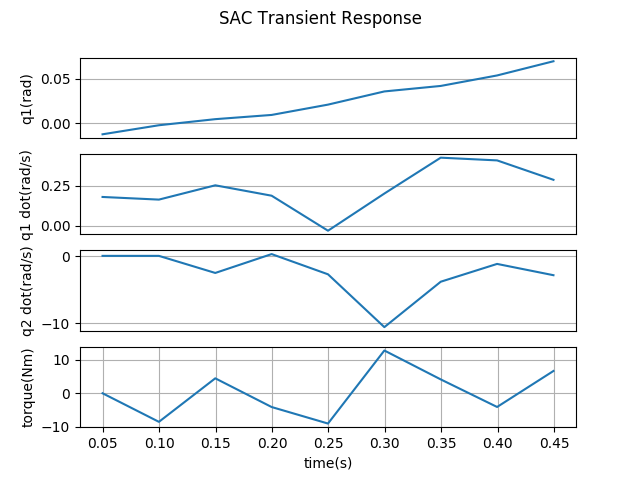 SAC Transient Response
q1(rad)
0.05
0.00
q1 dot(rad/s)
0.25
0.00
q2 dot(rad/s)
0
−10
torque(Nm)
10
0
−10
0.05 0.10 0.15 0.20 0.25 0.30 0.35 0.40 0.45
time(s)